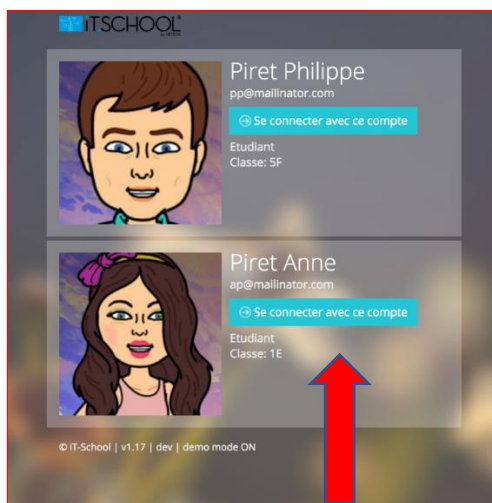 iTSCHOOL
Piret Philippe
pp@mailinator.com
Se connecter avec ce compte
Etudiant
Classe: 5F
Piret Anne
ap@mailinator.com
Se connecter avec ce compte
Etudiant
Classe: 1E
© IT-School | v1.17 | dev | demo mode ON